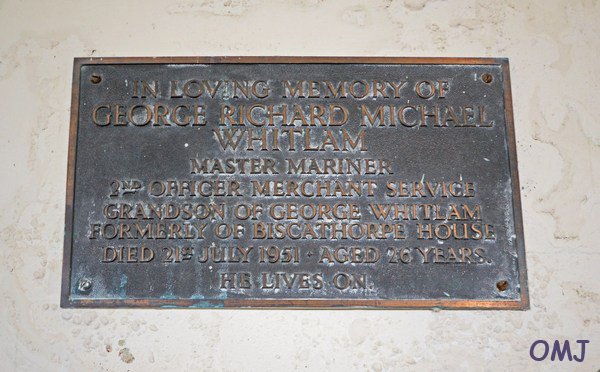 IN LOVING MEMORY OF
GEORGE RICHARD MICHAEL
WHITLAM
MASTER MARINER
2ND OFFICER MERCHANT SERVICE
GRANDSON OF GEORGE WHITLAM
FORMERLY OF BISCATHORPE HOUSE
DIED 21ST JULY 1951 · AGED 26 YEARS.
HE LIVES ON.
OMJ